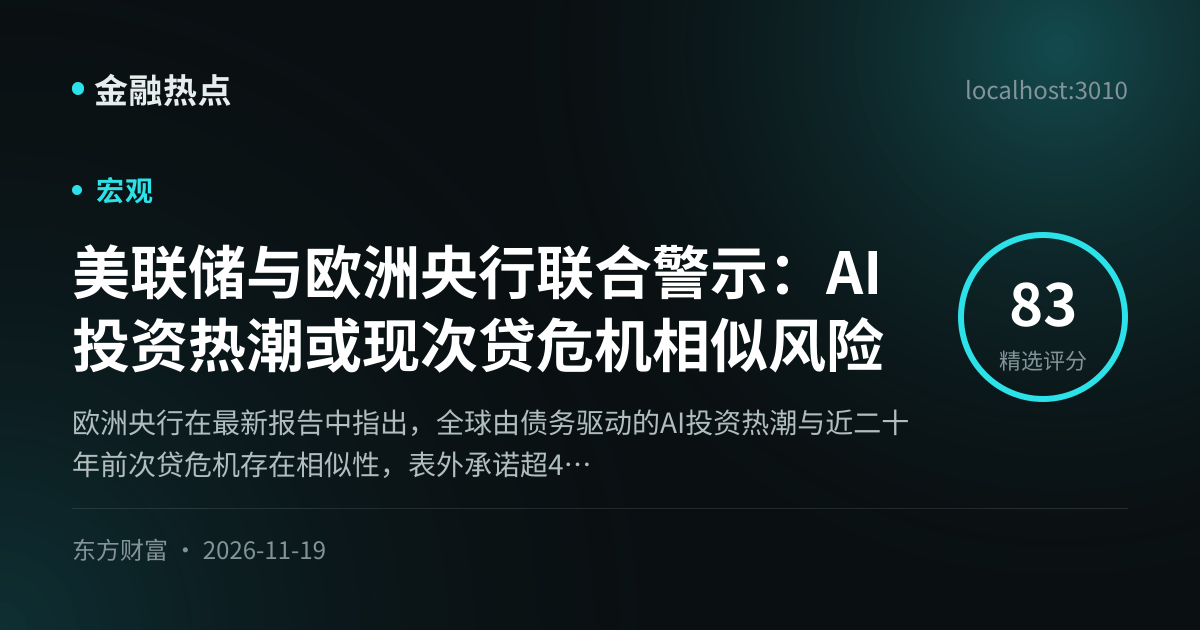 金融热点
localhost:3010
宏观
美联储与欧洲央行联合警示：AI
投资热潮或现次贷危机相似风险
83
精选评分
欧洲央行在最新报告中指出，全球由债务驱动的AI投资热潮与近二十
年前次贷危机存在相似性，表外承诺超4…
东方财富 · 2026-11-19